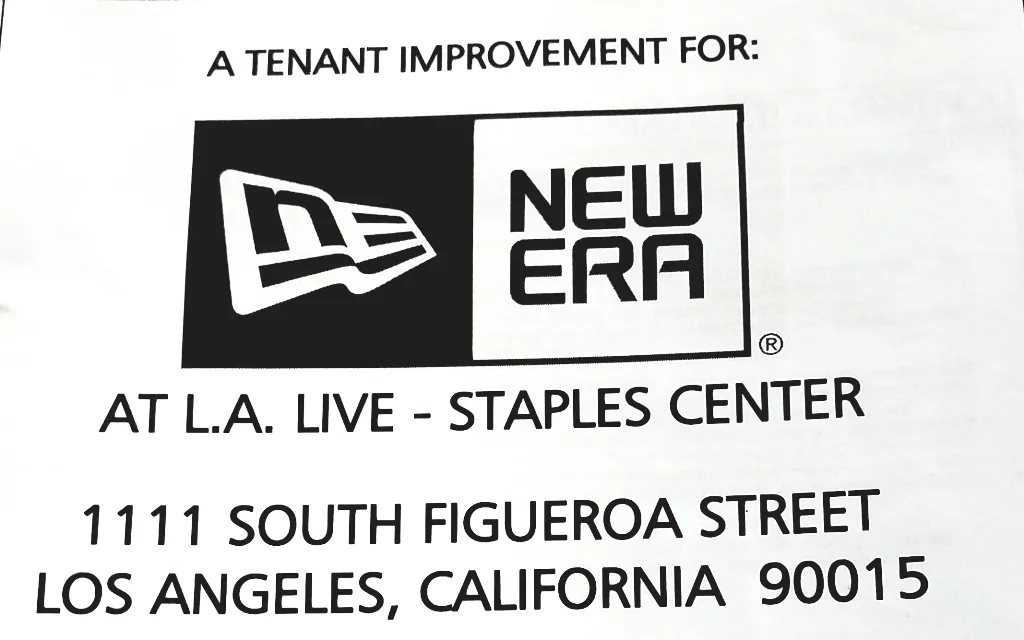 A TENANT IMPROVEMENT FOR:
NEW
ERA
®
AT L.A. LIVE - STAPLES CENTER
1111 SOUTH FIGUEROA STREET
LOS ANGELES, CALIFORNIA 90015